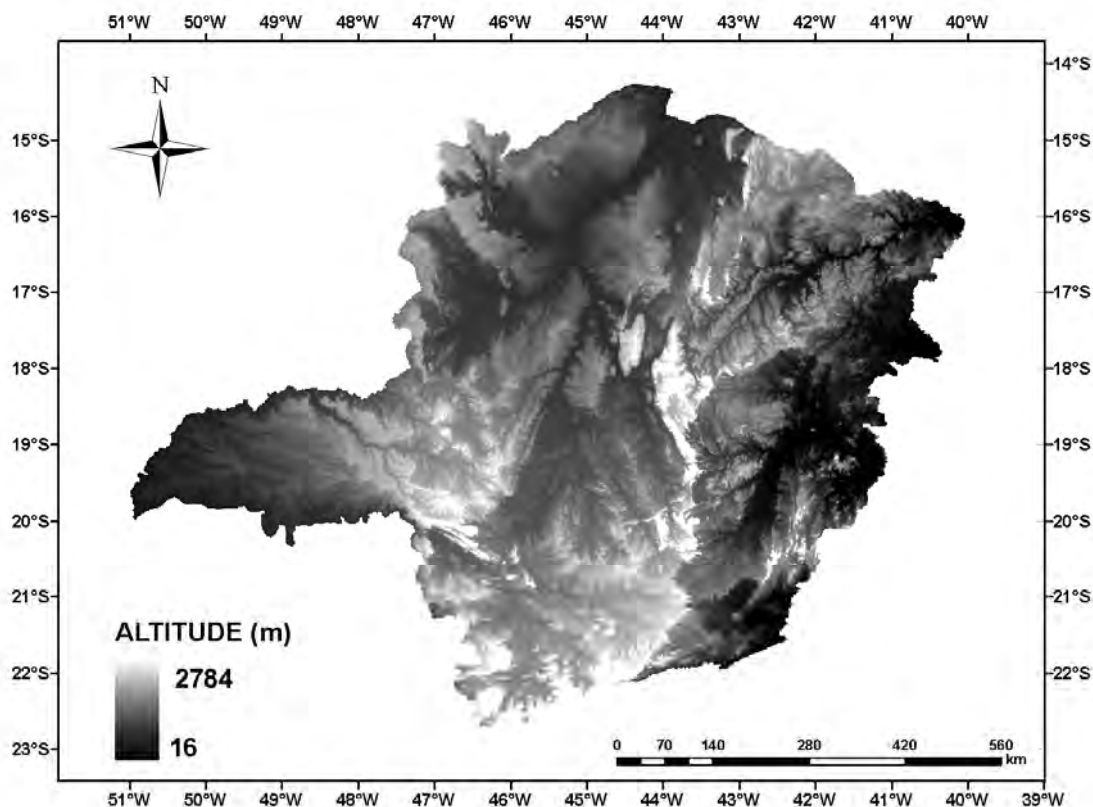 51°W 50°W 49°W 48°W 47°W 46°W 45°W 44°W 43°W 42°W 41°W 40°W
N
14°S
15°S 15°S
16°S 16°S
17°S 17°S
18°S 18°S
19°S 19°S
20°S 20°S
21°S 21°S
ALTITUDE (m)
22°S 2784 22°S
23°S 16 23°S
0 70 140 280 420 560
km
51°W 50°W 49°W 48°W 47°W 46°W 45°W 44°W 43°W 42°W 41°W 40°W 39°W